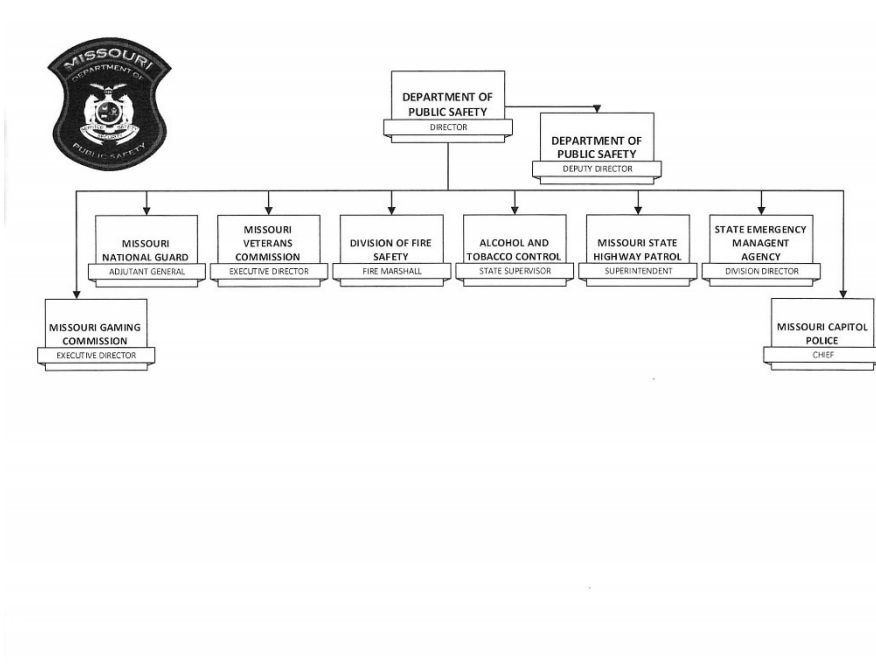 MISSOURI
DEPARTMENT OF
PUBLIC SAFETY
DEPARTMENT OF
PUBLIC SAFETY
DIRECTOR
DEPARTMENT OF
PUBLIC SAFETY
DEPUTY DIRECTOR
MISSOURI
NATIONAL GUARD
ADJUTANT GENERAL
MISSOURI
VETERANS
COMMISSION
EXECUTIVE DIRECTOR
DIVISION OF FIRE
SAFETY
FIRE MARSHALL
ALCOHOL AND
TOBACCO CONTROL
STATE SUPERVISOR
MISSOURI STATE
HIGHWAY PATROL
SUPERINTENDENT
STATE EMERGENCY
MANAGENT
AGENCY
DIVISION DIRECTOR
MISSOURI GAMING
COMMISSION
EXECUTIVE DIRECTOR
MISSOURI CAPITOL
POLICE
CHIEF